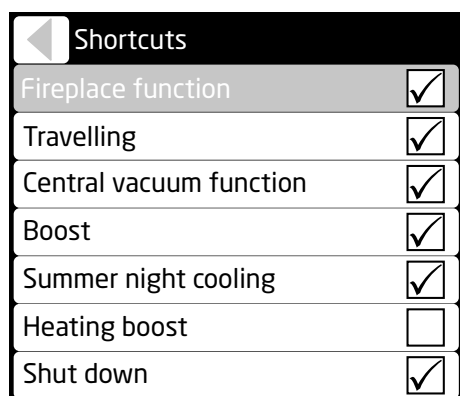 Shortcuts
Fireplace function
Travelling
Central vacuum function
Boost
Summer night cooling
Heating boost
Shut down